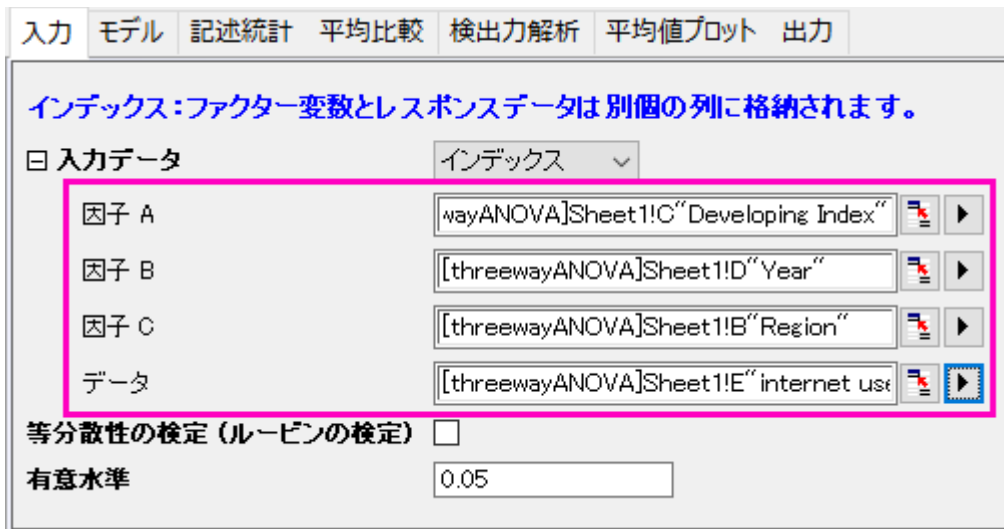 入力 モデル 記述統計 平均比較 検出力解析 平均値プロット 出力
インデックス：ファクター変数とレスポンスデータは別個の列に格納されます。
入力データ インデックス
因子 A wayANOVA]Sheet1!C"Developing Index"
因子 B [threewayANOVA]Sheet1!D"Year"
因子 C [threewayANOVA]Sheet1!B"Region"
データ [threewayANOVA]Sheet1!E"internet use
等分散性の検定（ルービンの検定）
有意水準 0.05